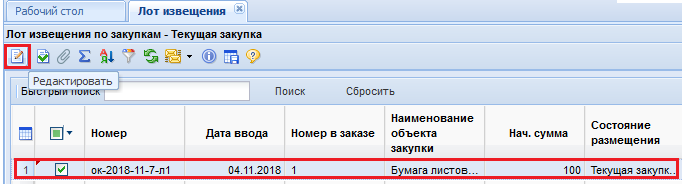 Рабочий стол Лот извещения
Лот извещения по закупкам - Текущая закупка
Редактировать
Быстрый поиск Поиск Сбросить
Номер Дата ввода Номер в заказе Наименование объекта закупки Нач. сумма Состояние размещения
1 ок-2018-11-7-л1 04.11.2018 1 Бумага листов... 100 Текущая закупк..